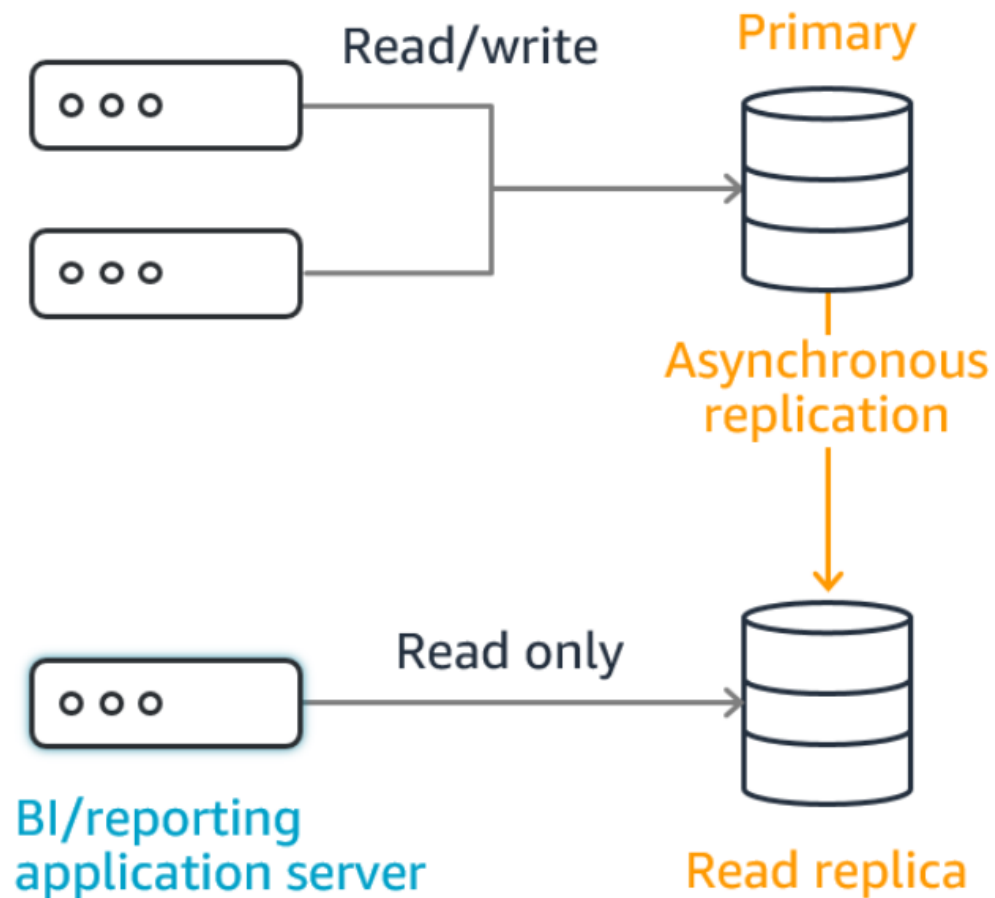 Read/write
Primary
Asynchronous
replication
Read only
BI/reporting
application server
Read replica